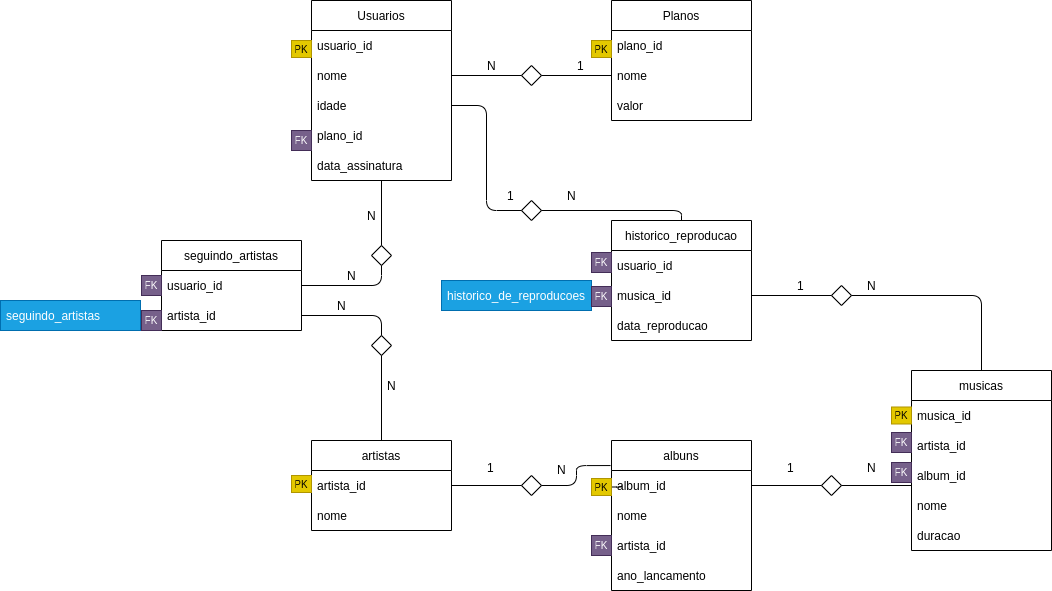 Usuarios
PK
usuario_id
nome
idade
FK
plano_id
data_assinatura
N
1
Planos
PK
plano_id
nome
valor
1
N
N
N
seguindo_artistas
FK
usuario_id
seguindo_artistas
FK
artista_id
N
N
historico_reproducao
FK
usuario_id
historico_de_reproducoes
FK
musica_id
data_reproducao
1
N
musicas
PK
musica_id
FK
artista_id
FK
album_id
nome
duracao
artistas
PK
artista_id
nome
1
N
albuns
PK
album_id
nome
FK
artista_id
ano_lancamento
1
N